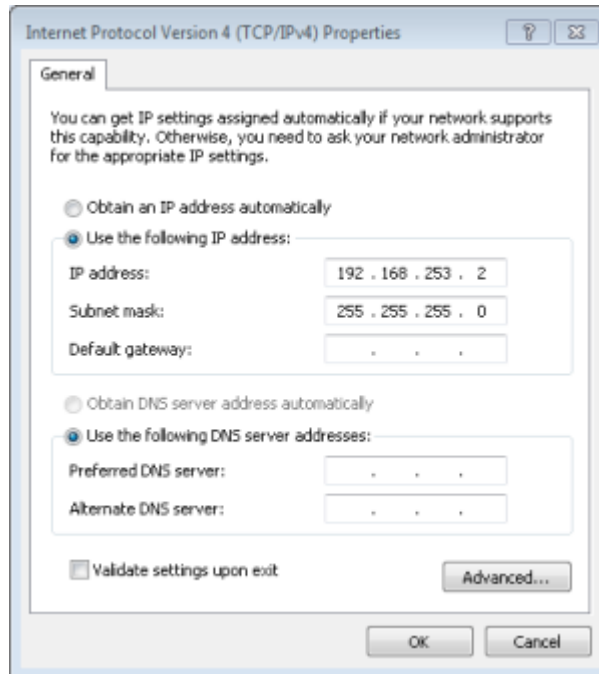 Internet Protocol Version 4 (TCP/IPv4) Properties
General
You can get IP settings assigned automatically if your network supports
this capability. Otherwise, you need to ask your network administrator
for the appropriate IP settings.
Obtain an IP address automatically
Use the following IP address:
IP address: 192 . 168 . 253 . 2
Subnet mask: 255 . 255 . 255 . 0
Default gateway: . . .
Obtain DNS server address automatically
Use the following DNS server addresses:
Preferred DNS server: . . .
Alternate DNS server: . . .
Validate settings upon exit
Advanced...
OK Cancel